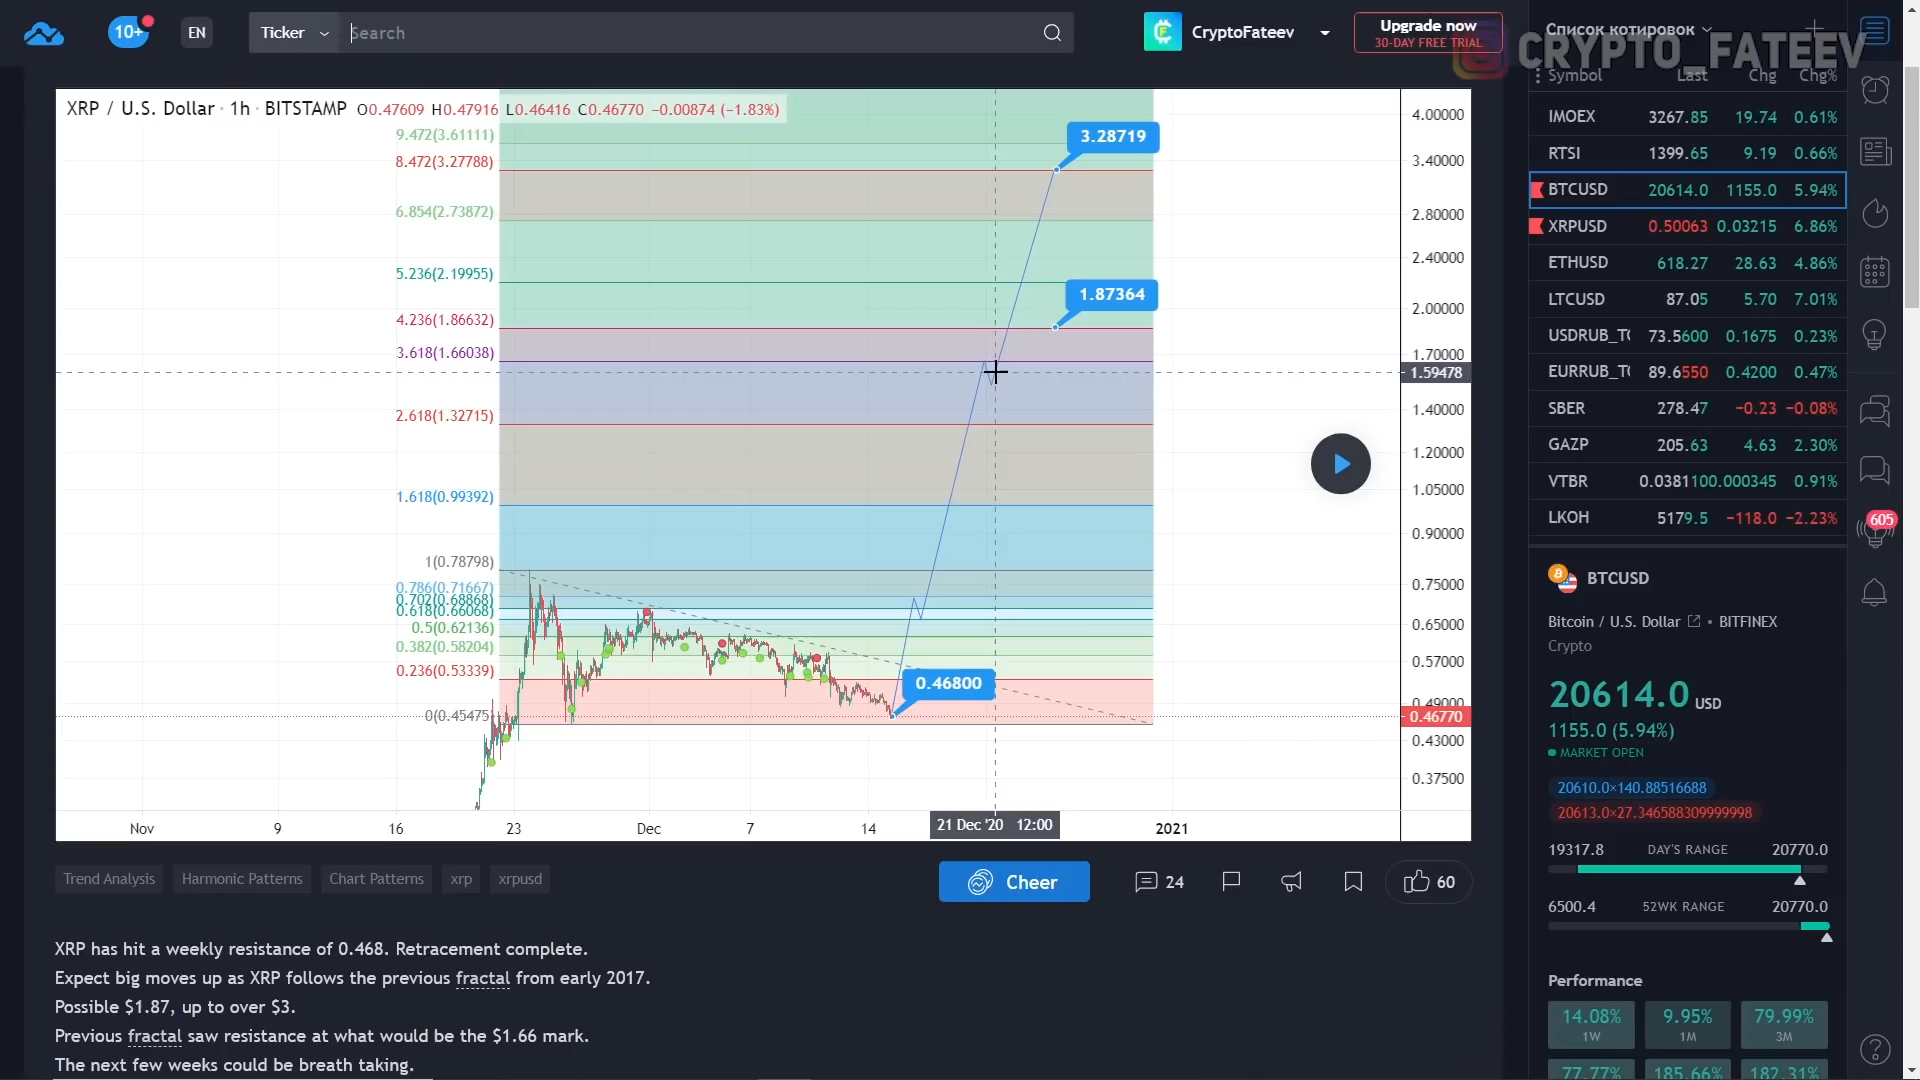 10+
EN
Ticker
Search
CryptoFateev
Upgrade now
30-DAY FREE TRIAL
Список котировок
CRYPTO_FATEEV
Symbol Last Chg Chg%
XRP / U.S. Dollar · 1h · BITSTAMP O0.47609 H0.47916 L0.46416 C0.46770 −0.00874 (−1.83%)
9.472(3.61111)
8.472(3.27788)
6.854(2.73872)
5.236(2.19955)
4.236(1.86632)
3.618(1.66038)
2.618(1.32715)
1.618(0.99392)
1(0.78798)
0.786(0.71667)
0.702(0.68868)
0.618(0.66068)
0.5(0.62136)
0.382(0.58204)
0.236(0.53339)
0(0.45475)
3.28719
1.87364
0.46800
4.00000
3.40000
2.80000
2.40000
2.00000
1.70000
1.59478
1.40000
1.20000
1.05000
0.90000
0.75000
0.65000
0.57000
0.49000
0.46770
0.43000
0.37500
Nov 9 16 23 Dec 7 14 21 Dec '20 12:00 2021
IMOEX 3267.85 19.74 0.61%
RTSI 1399.65 9.19 0.66%
BTCUSD 20614.0 1155.0 5.94%
XRPUSD 0.50063 0.03215 6.86%
ETHUSD 618.27 28.63 4.86%
LTCUSD 87.05 5.70 7.01%
USDRUB_TO 73.5600 0.1675 0.23%
EURRUB_TO 89.6550 0.4200 0.47%
SBER 278.47 −0.23 −0.08%
GAZP 205.63 4.63 2.30%
VTBR 0.038110 0.000345 0.91%
LKOH 5179.5 −118.0 −2.23%
605
BTCUSD
Bitcoin / U.S. Dollar • BITFINEX
Crypto
20614.0 USD
1155.0 (5.94%)
MARKET OPEN
20610.0×140.88516688
20613.0×27.346588309999998
19317.8 DAY'S RANGE 20770.0
6500.4 52WK RANGE 20770.0
Performance
14.08% 9.95% 79.99%
1W 1M 3M
77.77% 185.66% 182.31%
Trend Analysis Harmonic Patterns Chart Patterns xrp xrpusd
Cheer
24
60
XRP has hit a weekly resistance of 0.468. Retracement complete.
Expect big moves up as XRP follows the previous fractal from early 2017.
Possible $1.87, up to over $3.
Previous fractal saw resistance at what would be the $1.66 mark.
The next few weeks could be breath taking.